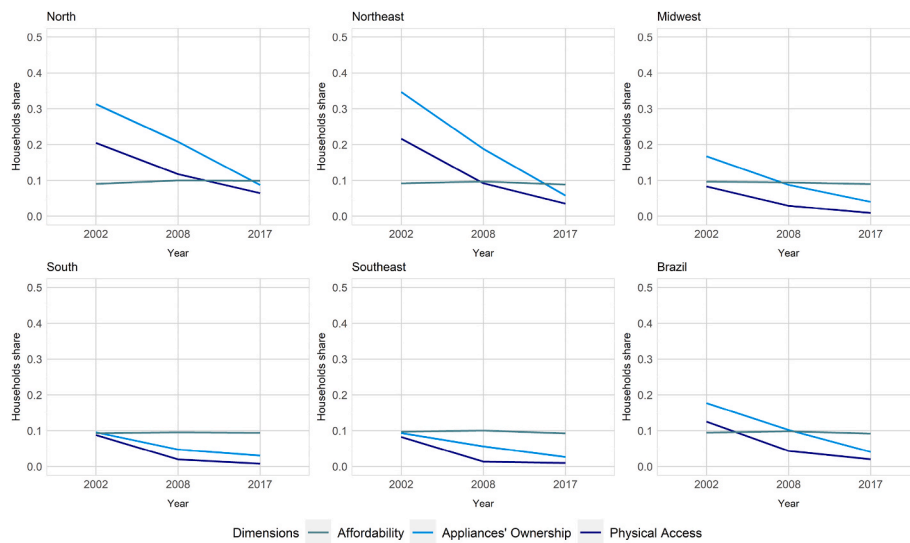 North
Households share
0.5
0.4
0.3
0.2
0.1
0.0
2002 2008 2017
Year
Northeast
Households share
0.5
0.4
0.3
0.2
0.1
0.0
2002 2008 2017
Year
Midwest
Households share
0.5
0.4
0.3
0.2
0.1
0.0
2002 2008 2017
Year
South
Households share
0.5
0.4
0.3
0.2
0.1
0.0
2002 2008 2017
Year
Southeast
Households share
0.5
0.4
0.3
0.2
0.1
0.0
2002 2008 2017
Year
Brazil
Households share
0.5
0.4
0.3
0.2
0.1
0.0
2002 2008 2017
Year
Dimensions Affordability Appliances' Ownership Physical Access